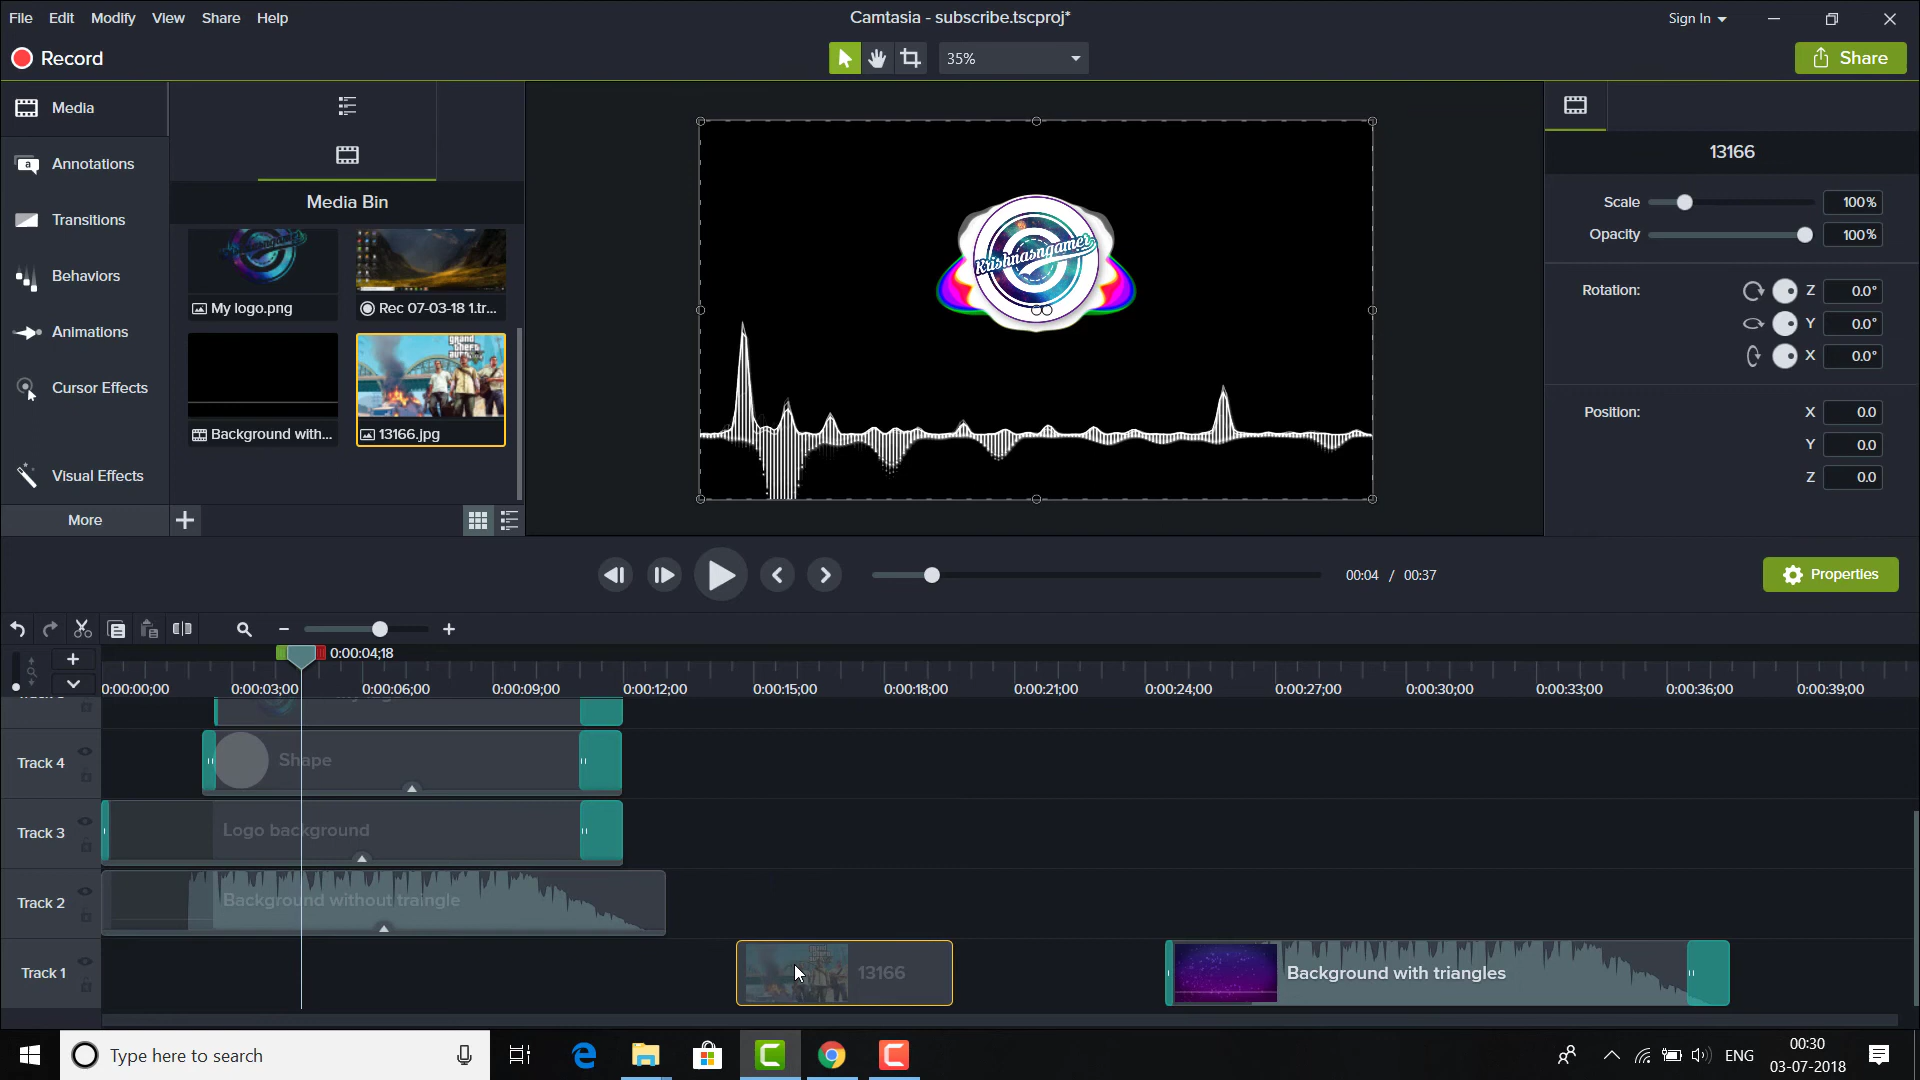 File Edit Modify View Share Help
Camtasia - subscribe.tscproj*
Sign In
Record
35%
Share
Media
Annotations
Transitions
Behaviors
Animations
Cursor Effects
Visual Effects
More
Media Bin
My logo.png
Rec 07-03-18 1.tr...
grand
theft
Background with...
13166.jpg
Krishnasngamer
13166
Scale 100%
Opacity 100%
Rotation: Z 0.0°
Y 0.0°
X 0.0°
Position: X 0.0
Y 0.0
Z 0.0
00:04 / 00:37
Properties
0:00:04;18
0:00:00;00 0:00:03;00 0:00:06;00 0:00:09;00 0:00:12;00 0:00:15;00 0:00:18;00 0:00:21;00 0:00:24;00 0:00:27;00 0:00:30;00 0:00:33;00 0:00:36;00 0:00:39;00
Track 4
Shape
Track 3
Logo background
Track 2
Background without traingle
Track 1
13166
Background with triangles
Type here to search
ENG
00:30
03-07-2018